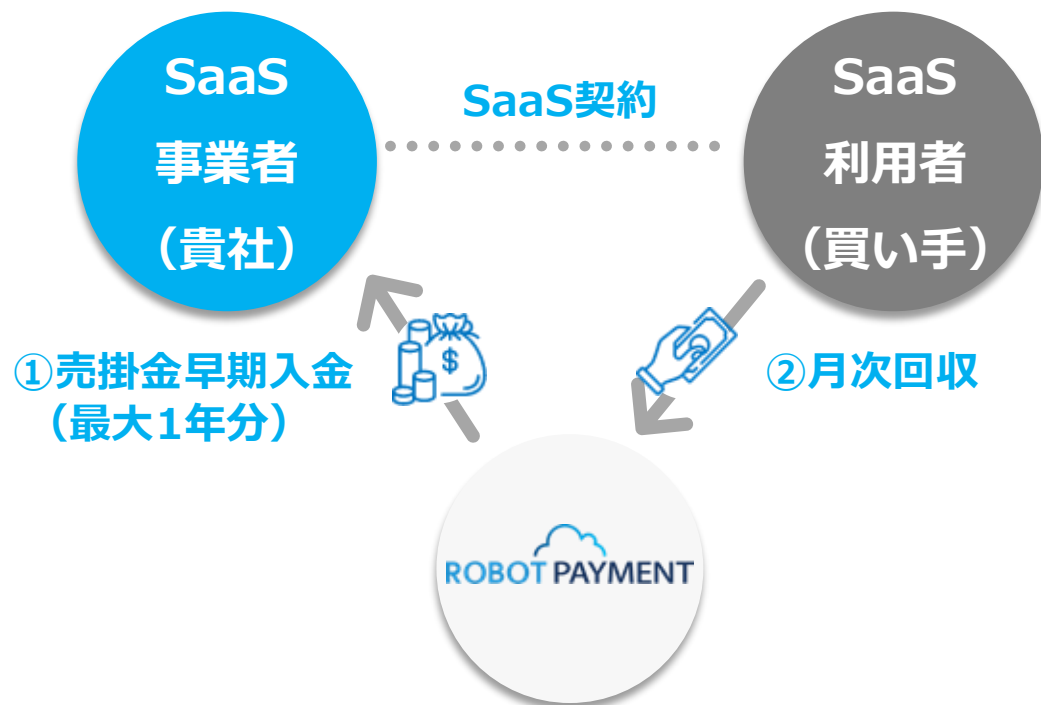 SaaS
事業者
（貴社）
SaaS契約
SaaS
利用者
（買い手）
①売掛金早期入金
（最大1年分）
$
②月次回収
ROBOT PAYMENT